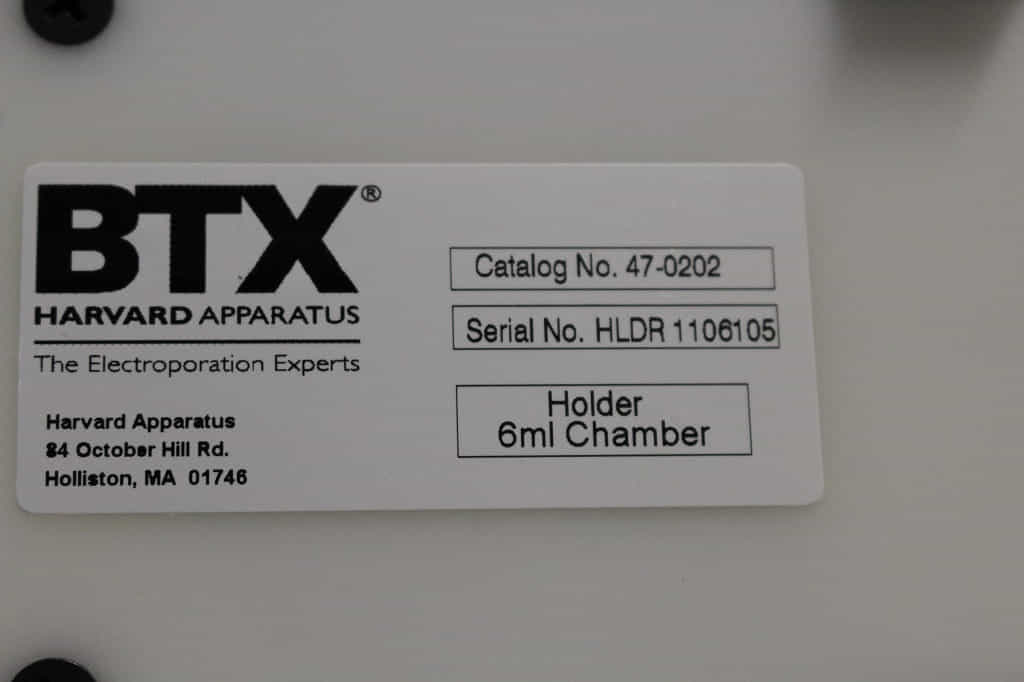 BTX®
HARVARD APPARATUS
The Electroporation Experts
Harvard Apparatus
84 October Hill Rd.
Holliston, MA 01746
Catalog No. 47-0202
Serial No. HLDR 1106105
Holder
6ml Chamber